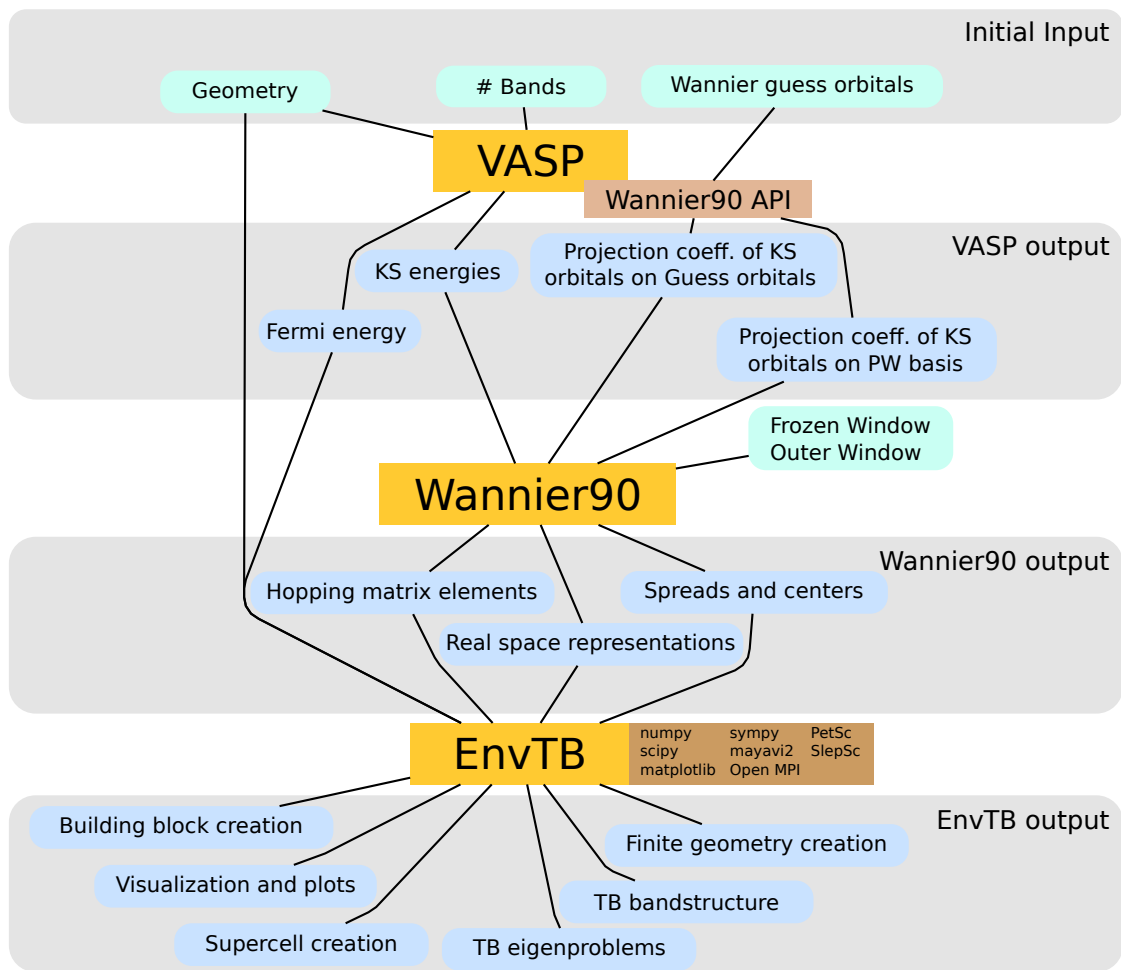 Initial Input
Geometry
# Bands
Wannier guess orbitals
VASP
Wannier90 API
VASP output
KS energies
Projection coeff. of KS
orbitals on Guess orbitals
Fermi energy
Projection coeff. of KS
orbitals on PW basis
Frozen Window
Outer Window
Wannier90
Wannier90 output
Hopping matrix elements
Spreads and centers
Real space representations
EnvTB
numpy sympy PetSc
scipy mayavi2 SlepSc
matplotlib Open MPI
EnvTB output
Building block creation
Finite geometry creation
Visualization and plots
TB bandstructure
Supercell creation
TB eigenproblems